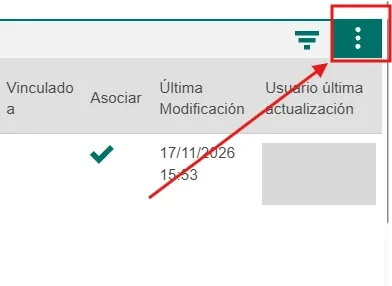 Vinculado
a
Asociar
Última
Modificación
Usuario última
actualización
17/11/2026
15:53